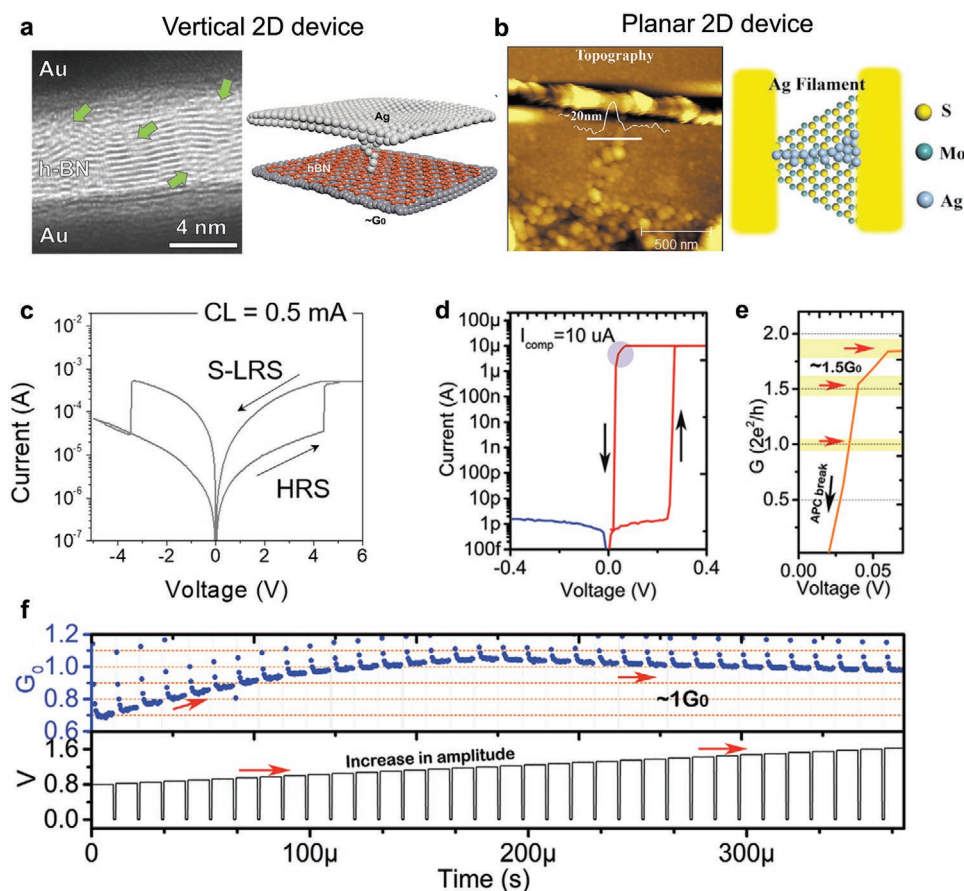 Vertical 2D device
Planar 2D device
a
Au
h-BN
Au
4 nm
Ag
hBN
~G₀
b
Topography
~20nm
500 nm
Ag Filament
S
Mo
Ag
c
CL = 0.5 mA
S-LRS
HRS
Current (A)
10⁻²
10⁻³
10⁻⁴
10⁻⁵
10⁻⁶
10⁻⁷
-4 -2 0 2 4 6
Voltage (V)
d
I comp =10 uA
Current (A)
100µ
10µ
1µ
100n
10n
1n
100p
10p
1p
100f
-0.4 0.0 0.4
Voltage (V)
e
G (2e²/h)
2.0
1.5
1.0
0.5
~1.5G₀
APC break
0.00 0.05
Voltage (V)
f
G₀
1.2
1.0
0.8
0.6
~1G₀
V
1.6
0.8
0.0
Increase in amplitude
0 100µ 200µ 300µ
Time (s)